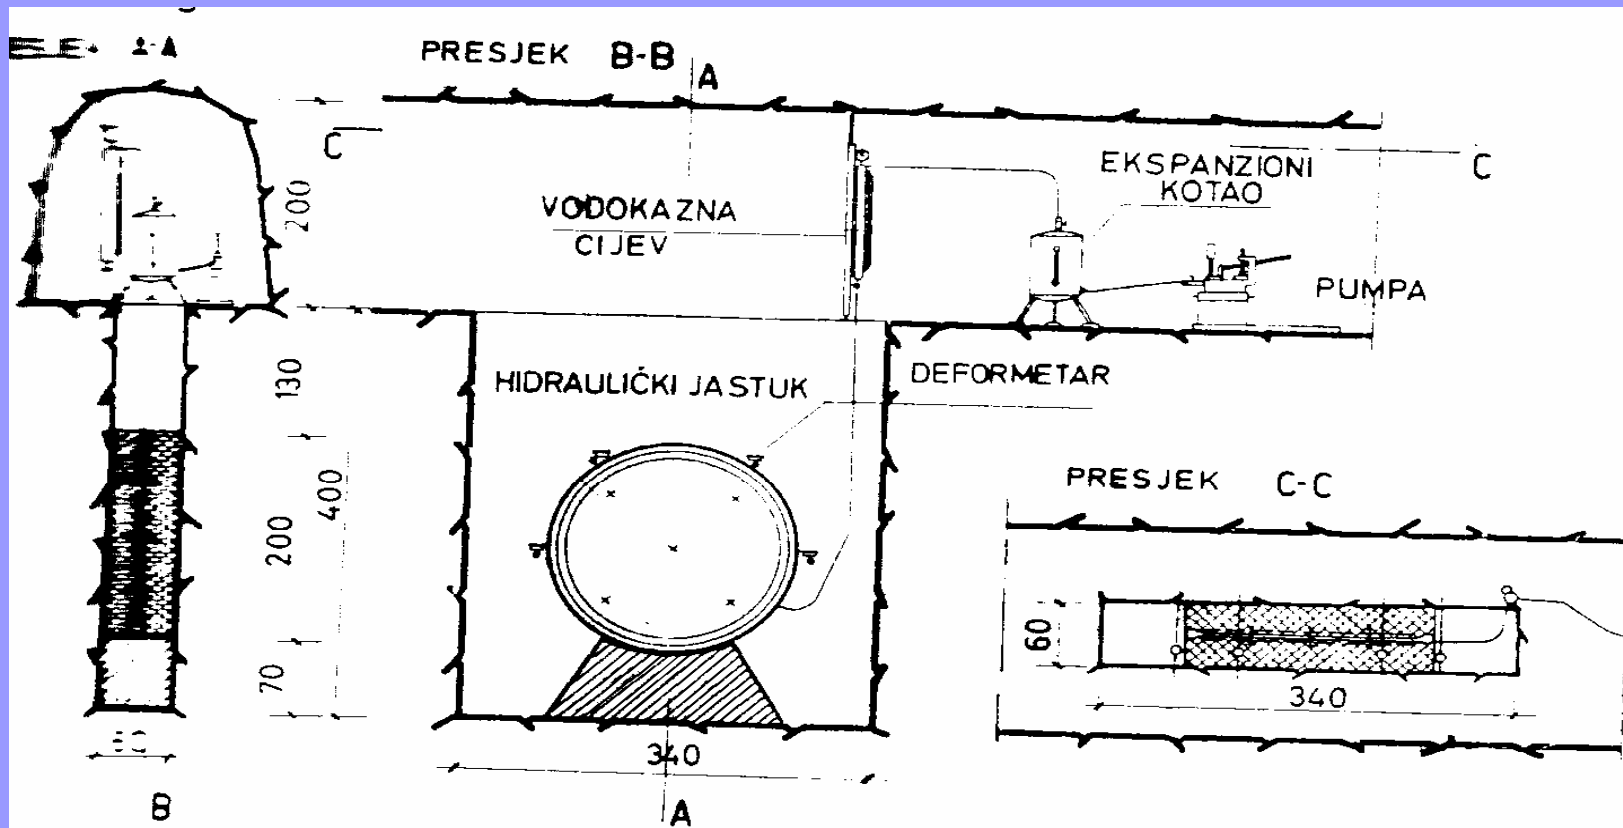 A-A
PRESJEK B-B
A
C
C
200
VODOKAZNA
CIJEV
EKSPANZIONI
KOTAO
PUMPA
130
HIDRAULIČKI JASTUK
DEFORMETAR
400
200
70
PRESJEK C-C
60
340
340
B
A